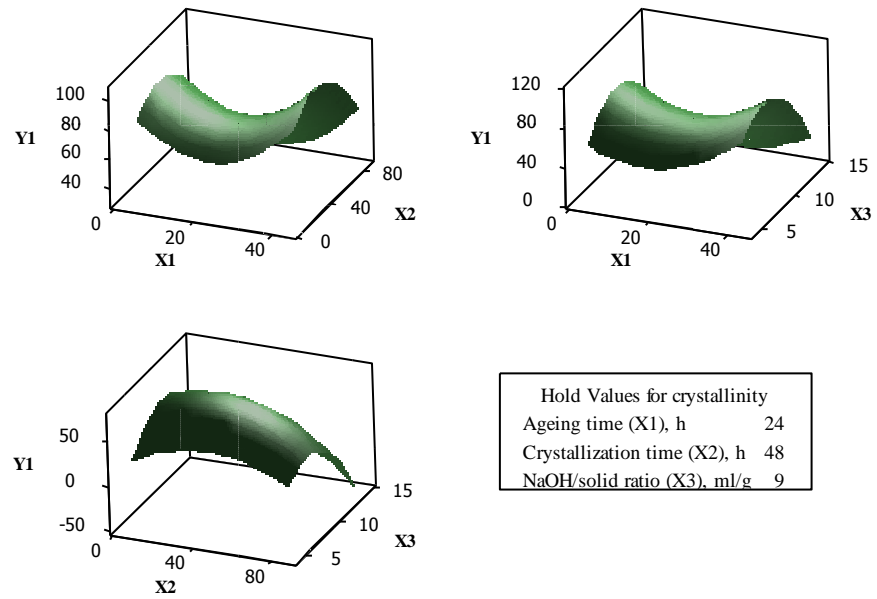 100
80
60
40
Y1
0
20
40
X1
0
40
80
X2
120
80
40
0
Y1
0
20
40
X1
5
10
15
X3
50
0
-50
Y1
0
40
80
X2
5
10
15
X3
Hold Values for crystallinity
Ageing time (X1), h 24
Crystallization time (X2), h 48
NaOH/solid ratio (X3), ml/g 9